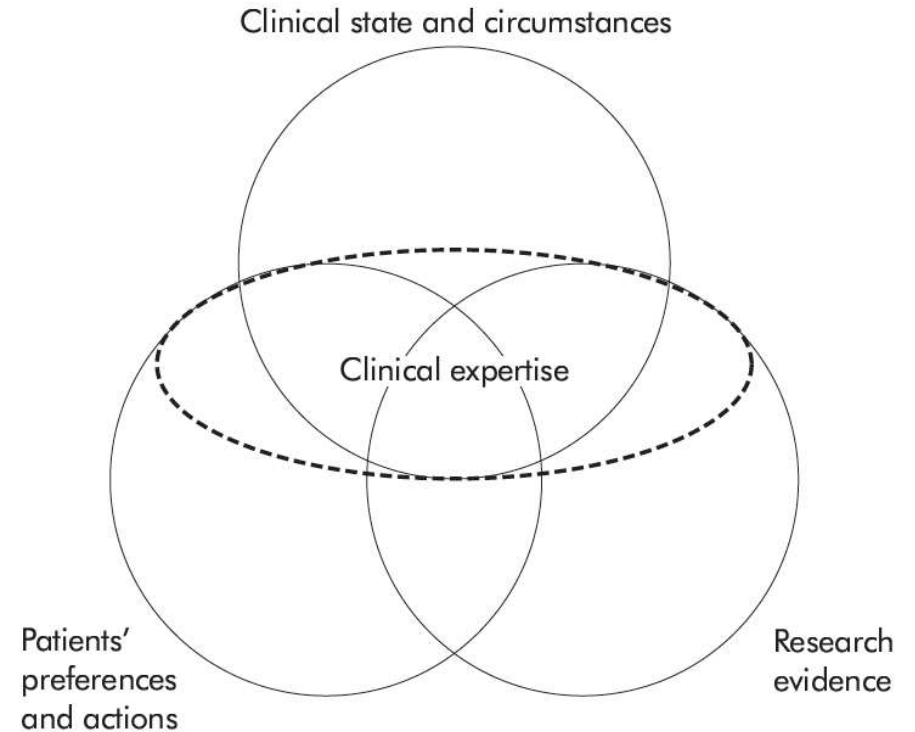 Clinical state and circumstances
Clinical expertise
Patients’
preferences
and actions
Research
evidence